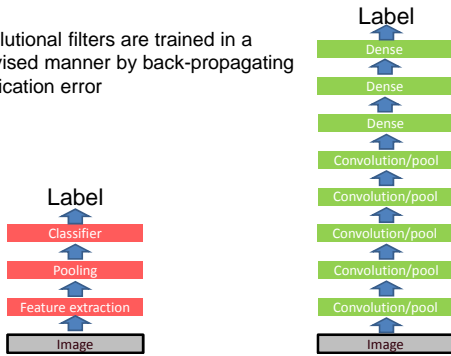 lutional filters are trained in a
vised manner by back-propagating
ication error
Label
Classifier
Pooling
Feature extraction
Image
Label
Dense
Dense
Dense
Convolution/pool
Convolution/pool
Convolution/pool
Convolution/pool
Convolution/pool
Image